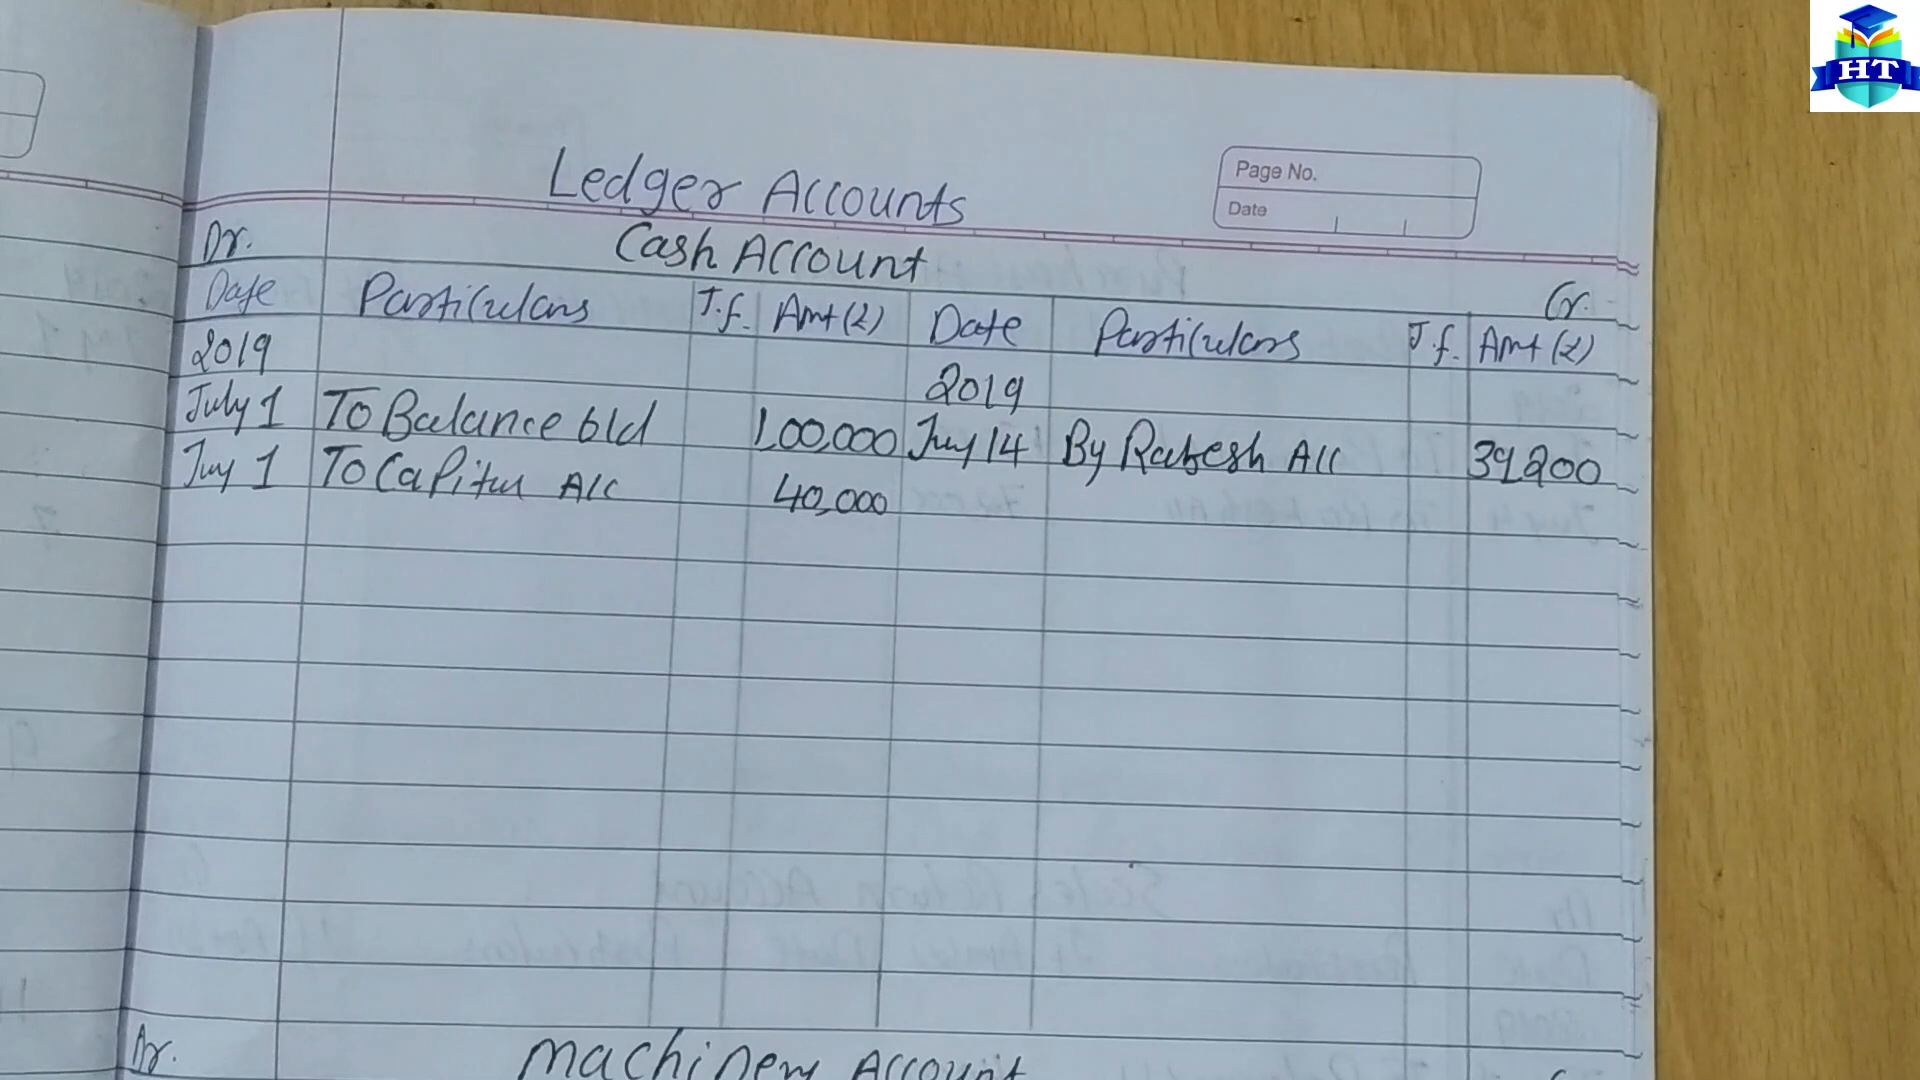 HT
Page No.
Date
Ledger Accounts
Dr. Cash Account Cr.
Date Particulars J.f. Amt (₹) Date Particulars J.f. Amt (₹)
2019 2019
July 1 To Balance b/d 1,00,000 July 14 By Rakesh A/c 39,200
July 1 To Capital A/c 40,000
Dr. Machinery Account